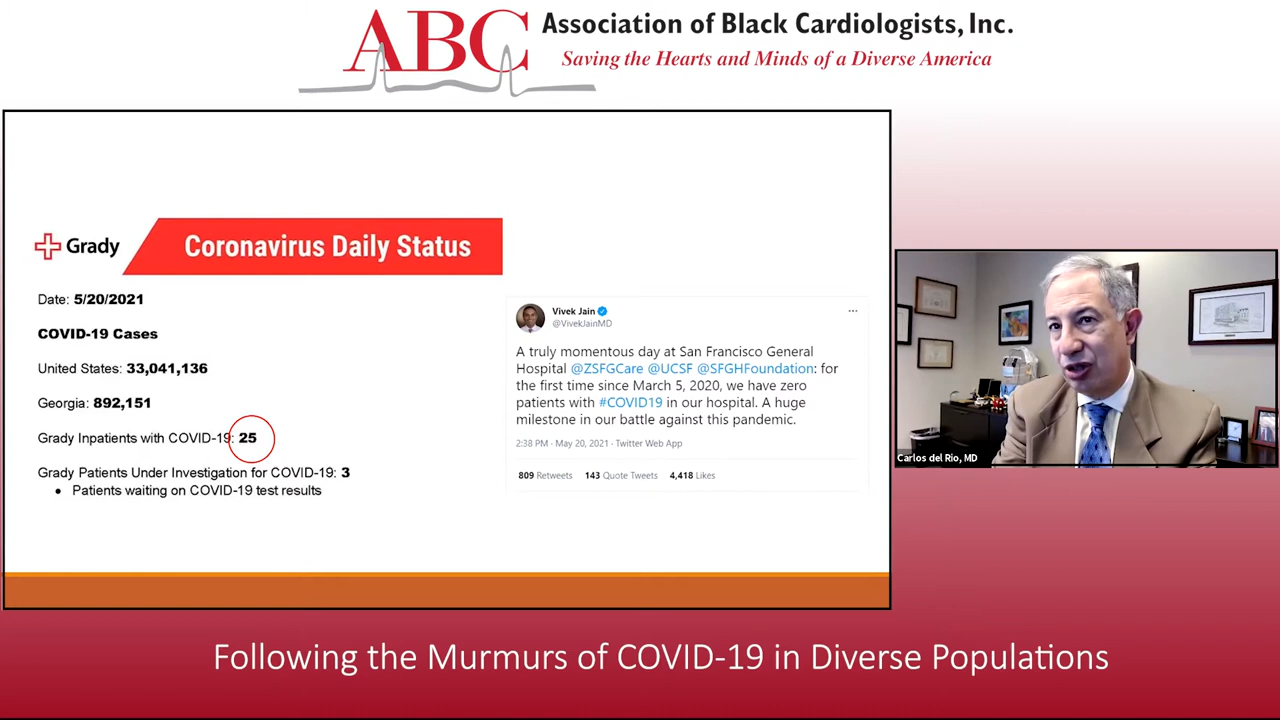 ABC
Association of Black Cardiologists, Inc.
Saving the Hearts and Minds of a Diverse America
Grady
Coronavirus Daily Status
Date: 5/20/2021
COVID-19 Cases
United States: 33,041,136
Georgia: 892,151
Grady Inpatients with COVID-19: 25
Grady Patients Under Investigation for COVID-19: 3
• Patients waiting on COVID-19 test results
Vivek Jain
@VivekJainMD
A truly momentous day at San Francisco General
Hospital @ZSFGCare @UCSF @SFGHFoundation: for
the first time since March 5, 2020, we have zero
patients with #COVID19 in our hospital. A huge
milestone in our battle against this pandemic.
2:38 PM · May 20, 2021 · Twitter Web App
809 Retweets 143 Quote Tweets 4,418 Likes
Carlos del Rio, MD
Following the Murmurs of COVID-19 in Diverse Populations